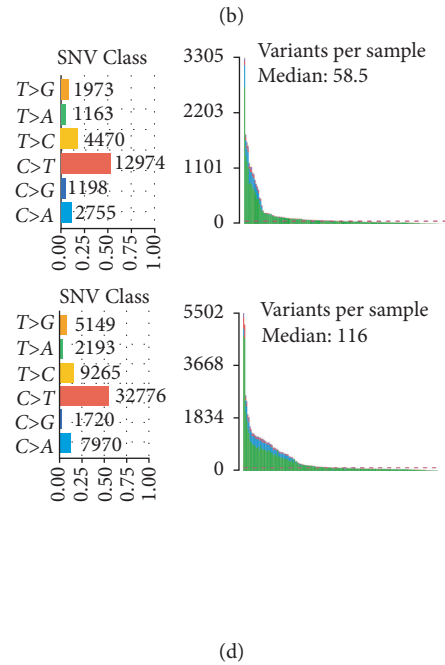 (b)
SNV Class
T>G 1973
T>A 1163
T>C 4470
C>T 12974
C>G 1198
C>A 2755
0.00 0.25 0.50 0.75 1.00
Variants per sample
Median: 58.5
3305
2203
1101
0
SNV Class
T>G 5149
T>A 2193
T>C 9265
C>T 32776
C>G 1720
C>A 7970
0.00 0.25 0.50 0.75 1.00
Variants per sample
Median: 116
5502
3668
1834
0
(d)